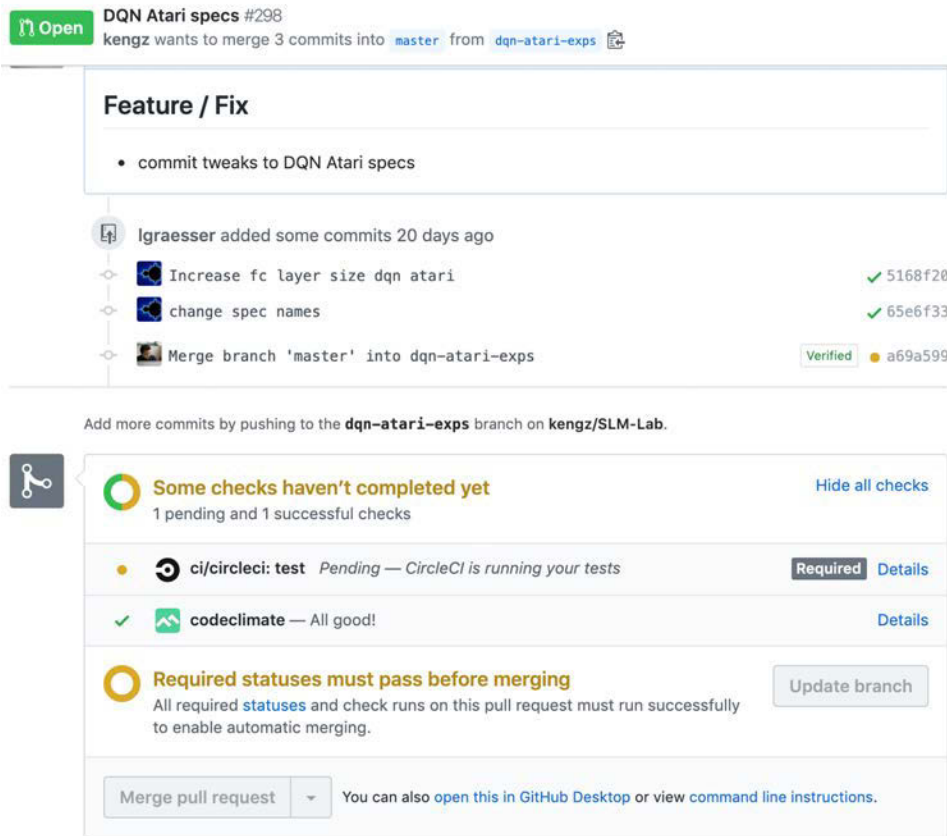 Open
DQN Atari specs #298
kengz wants to merge 3 commits into master from dqn-atari-exps
Feature / Fix
• commit tweaks to DQN Atari specs
lgraesser added some commits 20 days ago
Increase fc layer size dqn atari 5168f20
change spec names 65e6f33
Merge branch 'master' into dqn-atari-exps Verified a69a599
Add more commits by pushing to the dqn-atari-exps branch on kengz/SLM-Lab.
Some checks haven't completed yet Hide all checks
1 pending and 1 successful checks
ci/circleci: test Pending — CircleCI is running your tests Required Details
codeclimate — All good! Details
Required statuses must pass before merging Update branch
All required statuses and check runs on this pull request must run successfully
to enable automatic merging.
Merge pull request You can also open this in GitHub Desktop or view command line instructions.